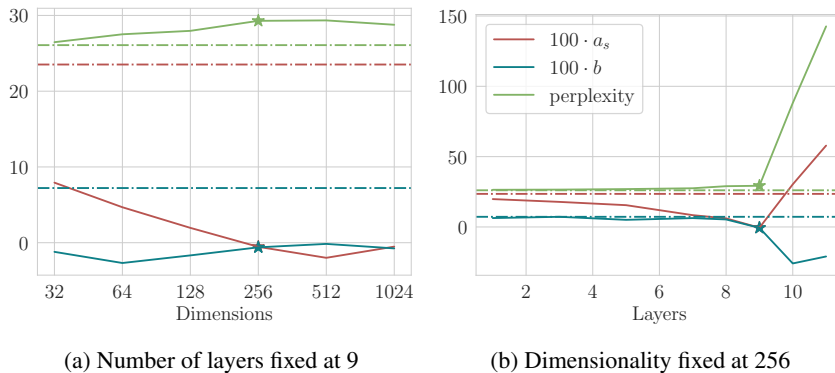 30
20
10
0
32 64 128 256 512 1024
Dimensions
(a) Number of layers fixed at 9
150
100
50
0
100 · a_s
100 · b
perplexity
2 4 6 8 10
Layers
(b) Dimensionality fixed at 256